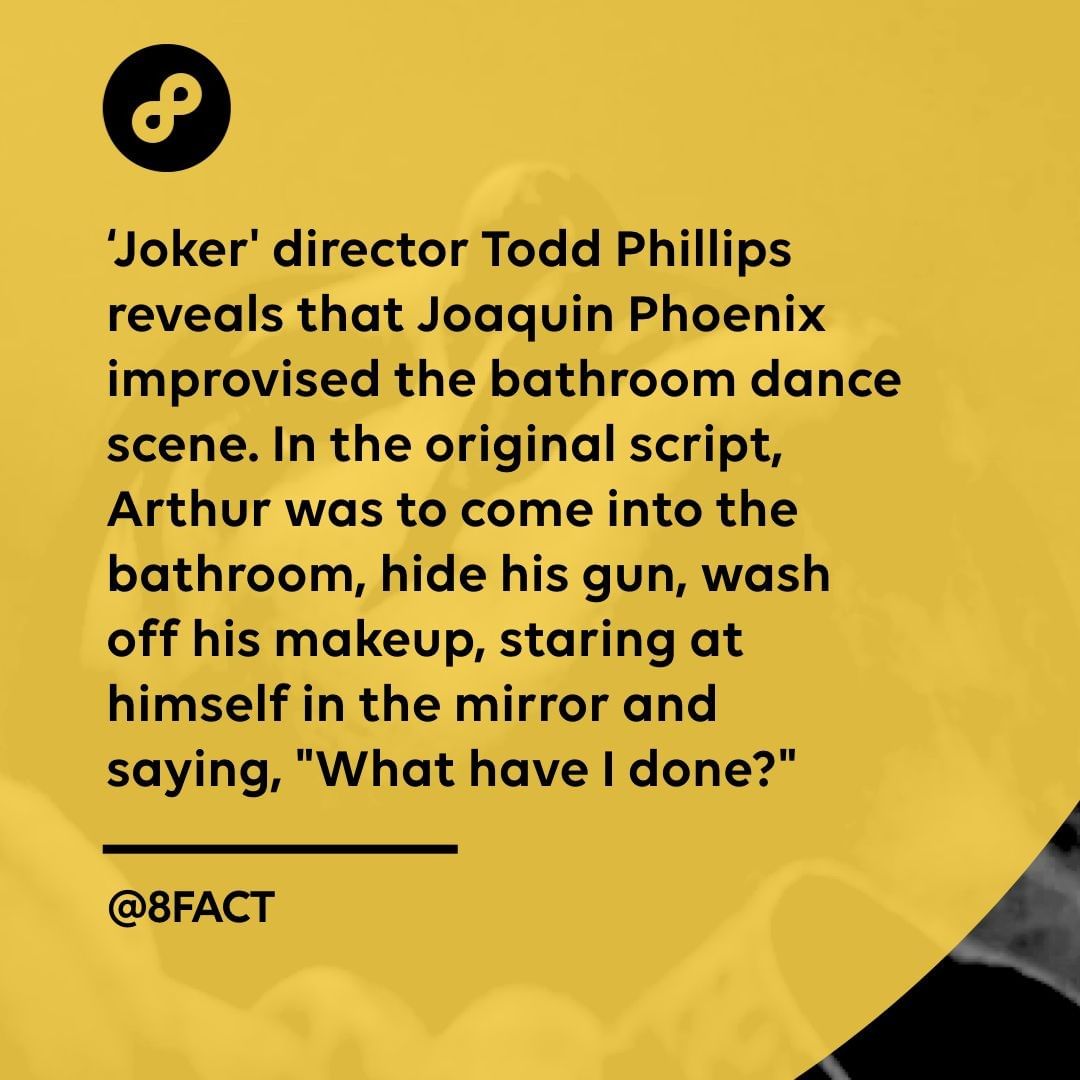 ‘Joker' director Todd Phillips
reveals that Joaquin Phoenix
improvised the bathroom dance
scene. In the original script,
Arthur was to come into the
bathroom, hide his gun, wash
off his makeup, staring at
himself in the mirror and
saying, "What have I done?"
@8FACT